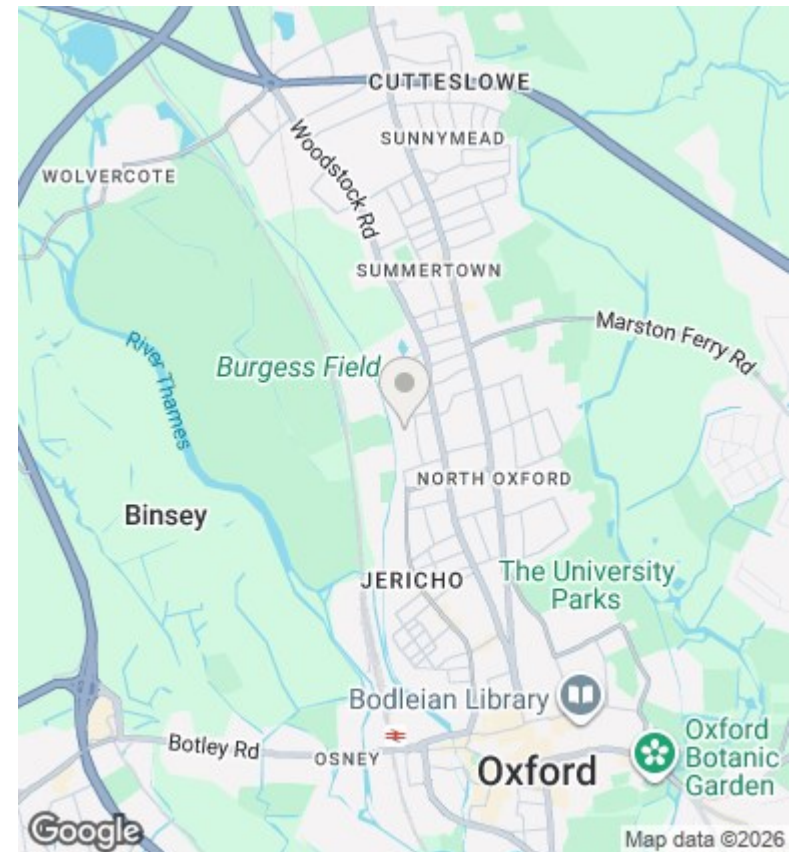 CUTTESLOWE
SUNNYMEAD
Woodstock Rd
WOLVERCOTE
SUMMERTOWN
Marston Ferry Rd
River Thames
Burgess Field
NORTH OXFORD
Binsey
JERICHO
The University
Parks
Bodleian Library
Botley Rd
OSNEY
Oxford
Oxford
Botanic
Garden
Google
Map data ©2026